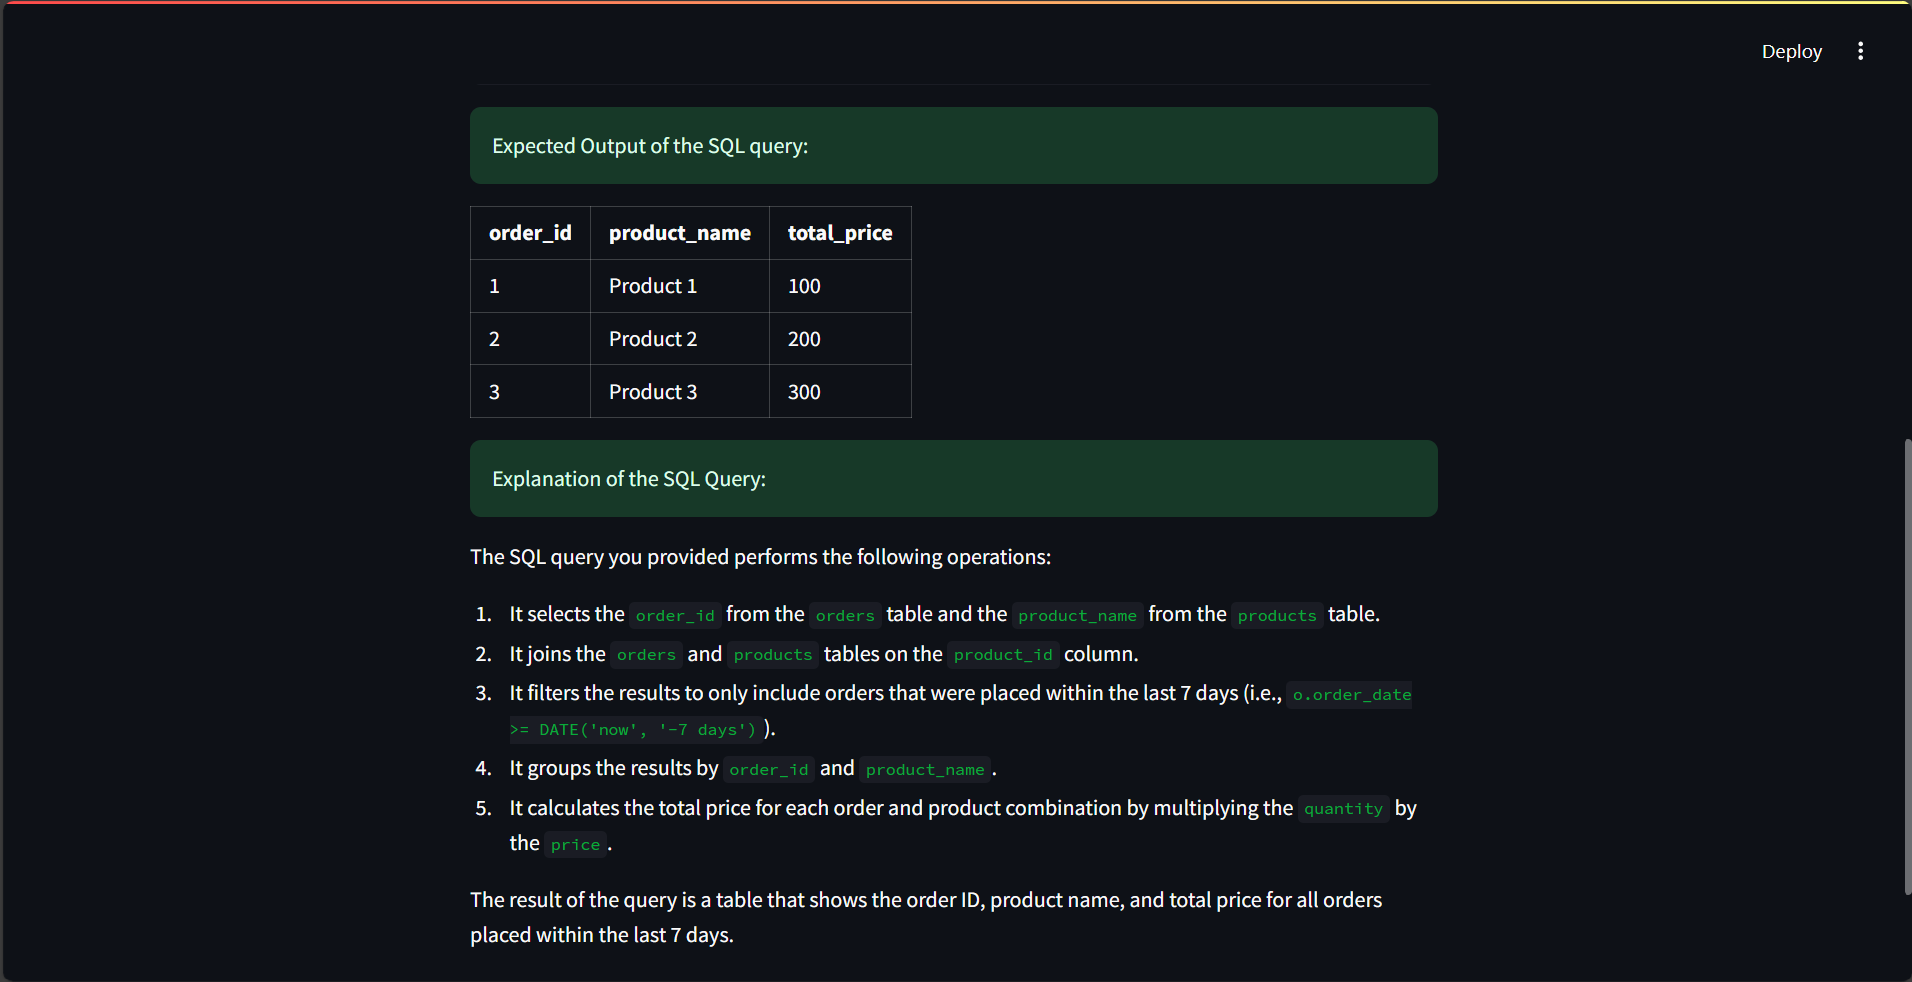 Deploy
Expected Output of the SQL query:
order_id product_name total_price
1 Product 1 100
2 Product 2 200
3 Product 3 300
Explanation of the SQL Query:
The SQL query you provided performs the following operations:
1. It selects the order_id from the orders table and the product_name from the products table.
2. It joins the orders and products tables on the product_id column.
3. It filters the results to only include orders that were placed within the last 7 days (i.e., o.order_date
>= DATE('now', '-7 days') ).
4. It groups the results by order_id and product_name .
5. It calculates the total price for each order and product combination by multiplying the quantity by
the price .
The result of the query is a table that shows the order ID, product name, and total price for all orders
placed within the last 7 days.